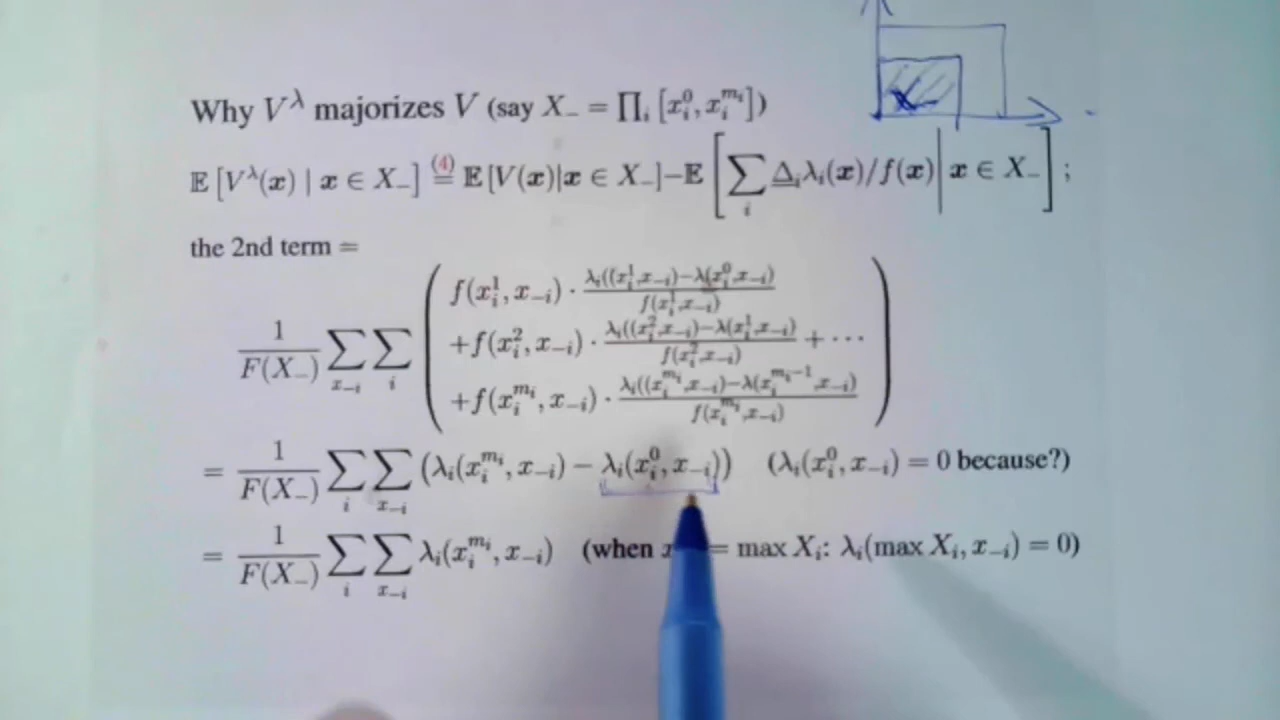 Why V^λ majorizes V (say X_− = ∏_i [x_i^0, x_i^{m_i}])
𝔼 [V^λ(x) | x ∈ X_−] (4)= 𝔼 [V(x)|x ∈ X_−] − 𝔼 [∑_i Δ_iλ_i(x)/f(x) | x ∈ X_−] ;
the 2nd term =
1/F(X_−) ∑_{x_{−i}} ∑_i ( f(x_i^1, x_{−i}) · (λ_i((x_i^1, x_{−i})−λ(x_i^0, x_{−i}))/f(x_i^1, x_{−i})
+f(x_i^2, x_{−i}) · (λ_i((x_i^2, x_{−i})−λ(x_i^1, x_{−i}))/f(x_i^2, x_{−i}) + ···
+f(x_i^{m_i}, x_{−i}) · (λ_i((x_i^{m_i}, x_{−i})−λ(x_i^{m_i−1}, x_{−i}))/f(x_i^{m_i}, x_{−i}) )
= 1/F(X_−) ∑_i ∑_{x_{−i}} (λ_i(x_i^{m_i}, x_{−i}) − λ_i(x_i^0, x_{−i})) (λ_i(x_i^0, x_{−i}) = 0 because?)
= 1/F(X_−) ∑_i ∑_{x_{−i}} λ_i(x_i^{m_i}, x_{−i}) (when = max X_i: λ_i(max X_i, x_{−i}) = 0)